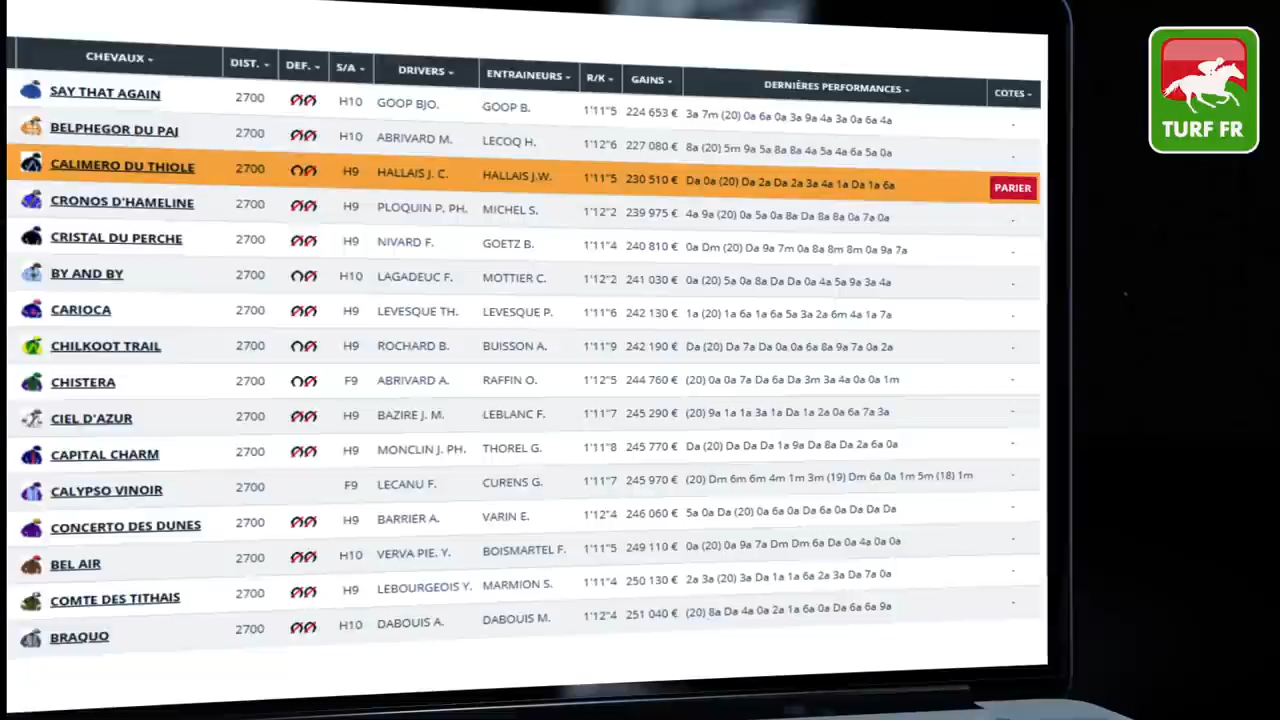 CHEVAUX DIST. DEF. S/A DRIVERS ENTRAINEURS R/K GAINS DERNIÈRES PERFORMANCES COTES
SAY THAT AGAIN 2700 H10 GOOP BJO. GOOP B. 1'11"5 224 653 € 3a 7m (20) 0a 6a 0a 3a 9a 4a 3a 0a 6a 4a -
BELPHEGOR DU PAJ 2700 H10 ABRIVARD M. LECOQ H. 1'12"6 227 080 € 8a (20) 5m 9a 5a 8a 8a 4a 5a 4a 6a 5a 0a -
CALIMERO DU THIOLE 2700 H9 HALLAIS J. C. HALLAIS J.W. 1'11"5 230 510 € Da 0a (20) Da 2a Da 2a 3a 4a 1a Da 1a 6a PARIER
CRONOS D'HAMELINE 2700 H9 PLOQUIN P. PH. MICHEL S. 1'12"2 239 975 € 4a 9a (20) 0a 5a 0a 8a Da 8a 8a 0a 7a 0a -
CRISTAL DU PERCHE 2700 H9 NIVARD F. GOETZ B. 1'11"4 240 810 € 0a Dm (20) Da 9a 7m 0a 8a 8m 8m 0a 9a 7a -
BY AND BY 2700 H10 LAGADEUC F. MOTTIER C. 1'12"2 241 030 € 0a (20) 5a 0a 8a Da Da 0a 4a 5a 9a 3a 4a -
CARIOCA 2700 H9 LEVESQUE TH. LEVESQUE P. 1'11"6 242 130 € 1a (20) 1a 6a 1a 6a 5a 3a 2a 6m 4a 1a 7a -
CHILKOOT TRAIL 2700 H9 ROCHARD B. BUISSON A. 1'11"9 242 190 € Da (20) Da 7a Da 0a 0a 6a 8a 9a 7a 0a 2a -
CHISTERA 2700 F9 ABRIVARD A. RAFFIN O. 1'12"5 244 760 € (20) 0a 0a 7a Da 6a Da 3m 3a 4a 0a 0a 1m -
CIEL D'AZUR 2700 H9 BAZIRE J. M. LEBLANC F. 1'11"7 245 290 € (20) 9a 1a 1a 3a 1a Da 1a 2a 0a 6a 7a 3a -
CAPITAL CHARM 2700 H9 MONCLIN J. PH. THOREL G. 1'11"8 245 770 € Da (20) Da Da Da 1a 9a Da 8a Da 2a 6a 0a -
CALYPSO VINOIR 2700 F9 LECANU F. CURENS G. 1'11"7 245 970 € (20) Dm 6m 6m 4m 1m 3m (19) Dm 6a 0a 1m 5m (18) 1m -
CONCERTO DES DUNES 2700 H9 BARRIER A. VARIN E. 1'12"4 246 060 € 5a 0a Da (20) 0a 6a 0a Da 6a 0a Da Da Da -
BEL AIR 2700 H10 VERVA PIE. Y. BOISMARTEL F. 1'11"5 249 110 € 0a (20) 0a 9a 7a Dm Dm 6a Da 0a 4a 0a 0a -
COMTE DES TITHAIS 2700 H9 LEBOURGEOIS Y. MARMION S. 1'11"4 250 130 € 2a 3a (20) 3a Da 1a 1a 6a 2a 3a Da 7a 0a -
BRAQUO 2700 H10 DABOUIS A. DABOUIS M. 1'12"4 251 040 € (20) 8a Da 4a 0a 2a 1a 6a 0a Da 6a 6a 9a -
TURF FR